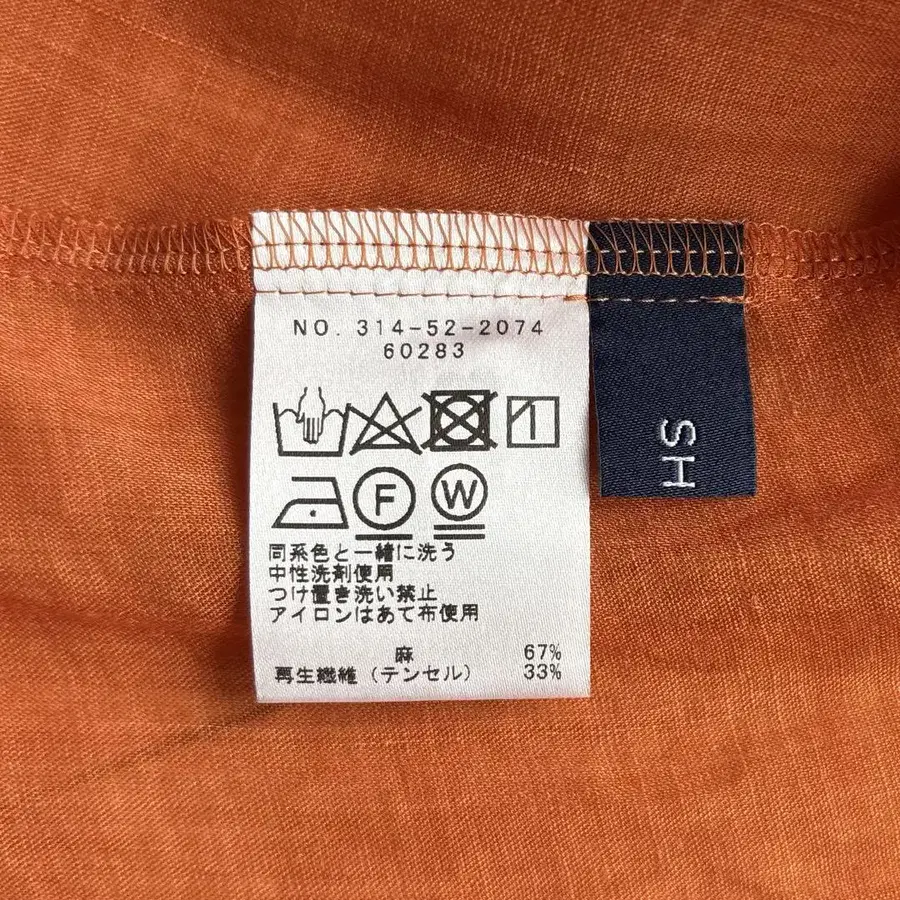 NO. 314-52-2074
60283
F W
同系色と一緒に洗う
中性洗剤使用
つけ置き洗い禁止
アイロンはあて布使用
麻 67%
再生繊維(テンセル) 33%
HS